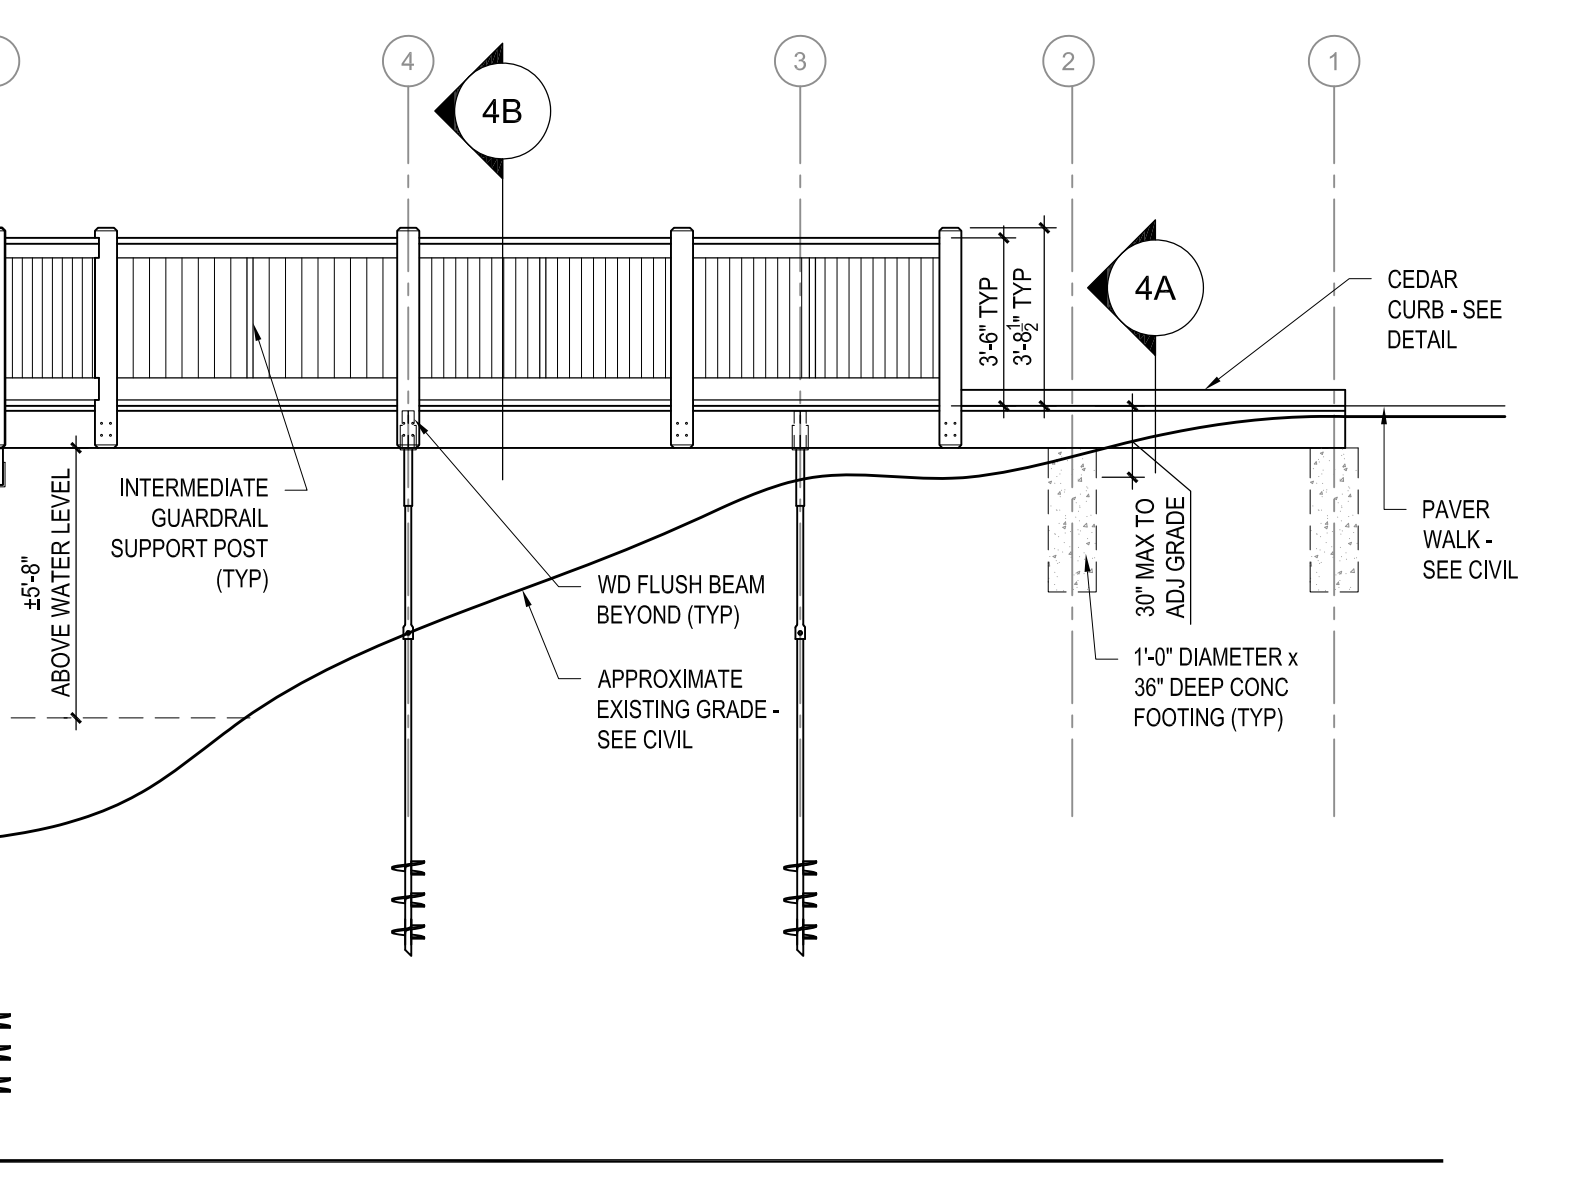 4
3
2
1
4B
4A
3'-6" TYP
3'-8½" TYP
CEDAR
CURB - SEE
DETAIL
INTERMEDIATE
GUARDRAIL
SUPPORT POST
(TYP)
±5'-8"
ABOVE WATER LEVEL
WD FLUSH BEAM
BEYOND (TYP)
APPROXIMATE
EXISTING GRADE -
SEE CIVIL
30" MAX TO
ADJ GRADE
PAVER
WALK -
SEE CIVIL
1'-0" DIAMETER x
36" DEEP CONC
FOOTING (TYP)